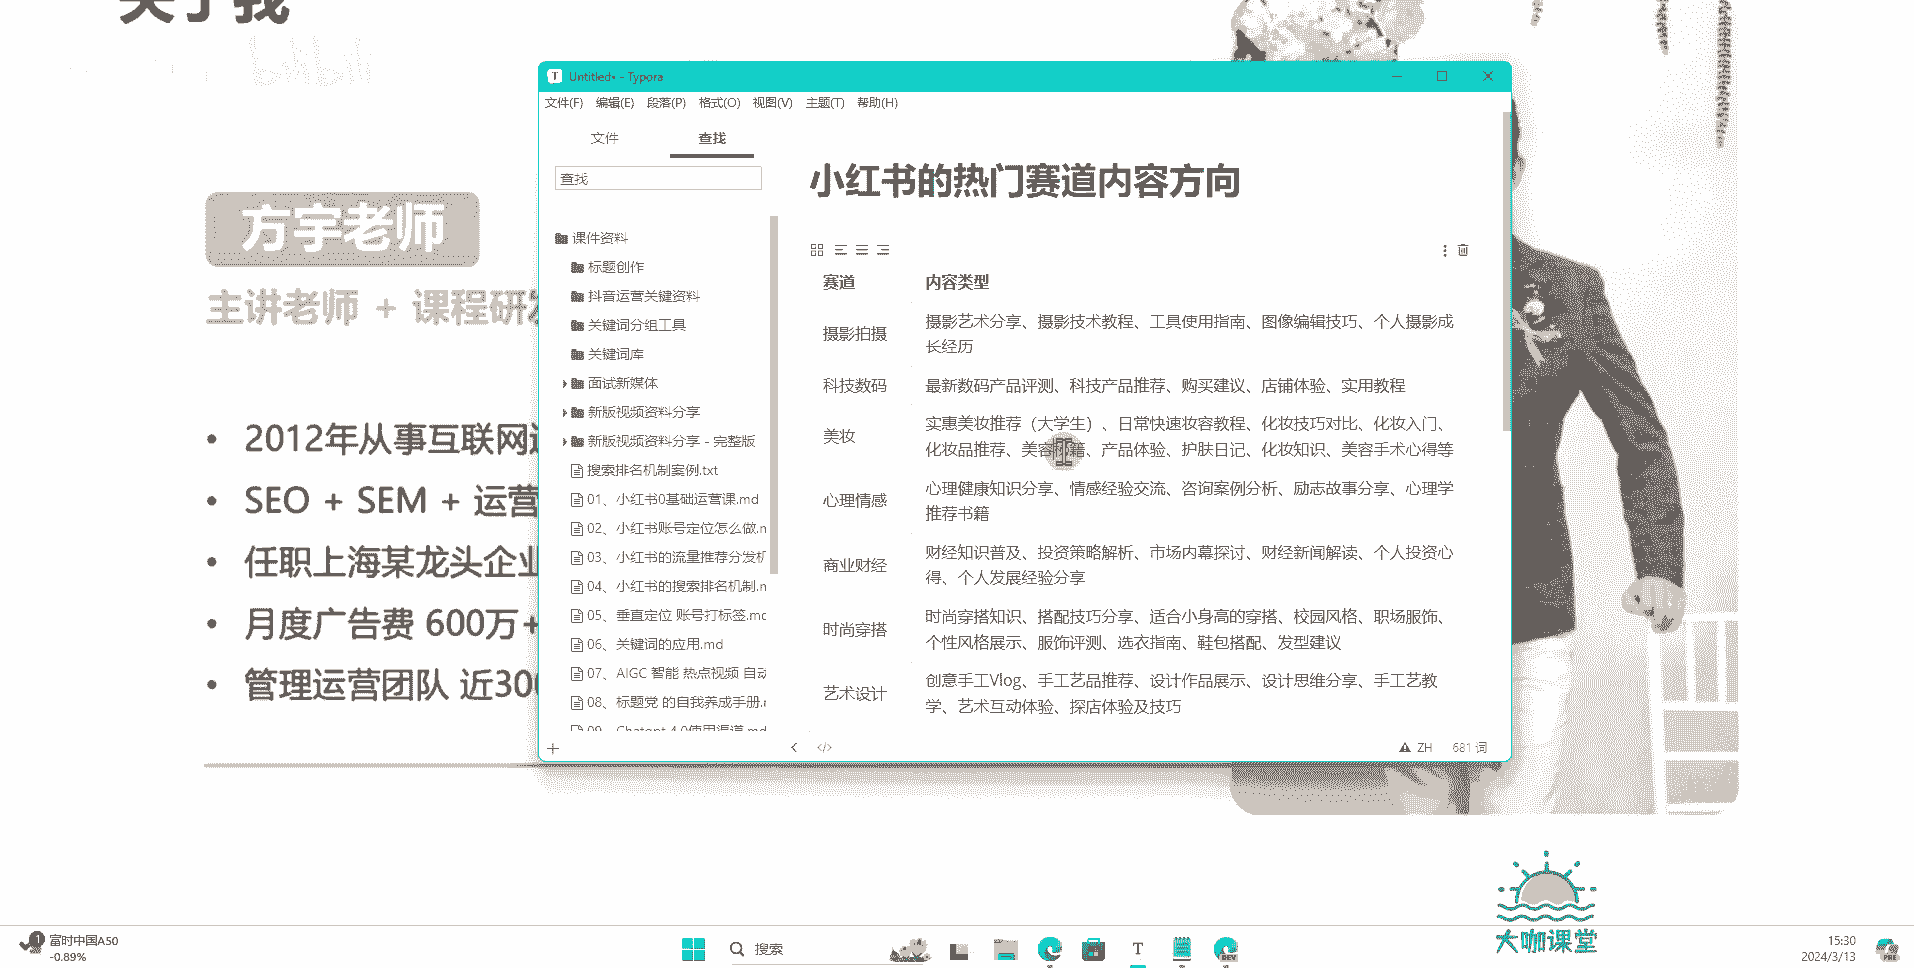 关于我
bilibili
方宇老师
主讲老师 + 课程研发
2012年从事互联网
SEO + SEM + 运营
任职上海某龙头企业
月度广告费 600万+
管理运营团队 近300
Untitled• - Typora
文件(F) 编辑(E) 段落(P) 格式(O) 视图(V) 主题(T) 帮助(H)
文件 查找
查找
课件资料
标题创作
抖音运营关键资料
关键词分组工具
关键词库
面试新媒体
新版视频资料分享
新版视频资料分享 - 完整版
搜索排名机制案例.txt
01、小红书0基础运营课.md
02、小红书账号定位怎么做.m
03、小红书的流量推荐分发机
04、小红书的搜索排名机制.m
05、垂直定位 账号打标签.md
06、关键词的应用.md
07、AIGC 智能 热点视频 自动
08、标题党 的自我养成手册.m
09、Chatgpt 4.0使用渠道.md
小红书的热门赛道内容方向
赛道 内容类型
摄影拍摄 摄影艺术分享、摄影技术教程、工具使用指南、图像编辑技巧、个人摄影成
长经历
科技数码 最新数码产品评测、科技产品推荐、购买建议、店铺体验、实用教程
美妆 实惠美妆推荐（大学生）、日常快速妆容教程、化妆技巧对比、化妆入门、
化妆品推荐、美容 籍、产品体验、护肤日记、化妆知识、美容手术心得等
心理情感 心理健康知识分享、情感经验交流、咨询案例分析、励志故事分享、心理学
推荐书籍
商业财经 财经知识普及、投资策略解析、市场内幕探讨、财经新闻解读、个人投资心
得、个人发展经验分享
时尚穿搭 时尚穿搭知识、搭配技巧分享、适合小身高的穿搭、校园风格、职场服饰、
个性风格展示、服饰评测、选衣指南、鞋包搭配、发型建议
艺术设计 创意手工Vlog、手工艺品推荐、设计作品展示、设计思维分享、手工艺教
学、艺术互动体验、探店体验及技巧
ZH 681 词
大咖课堂
1
富时中国A50
-0.89%
搜索
T
DEV
15:30
2024/3/13
PRE